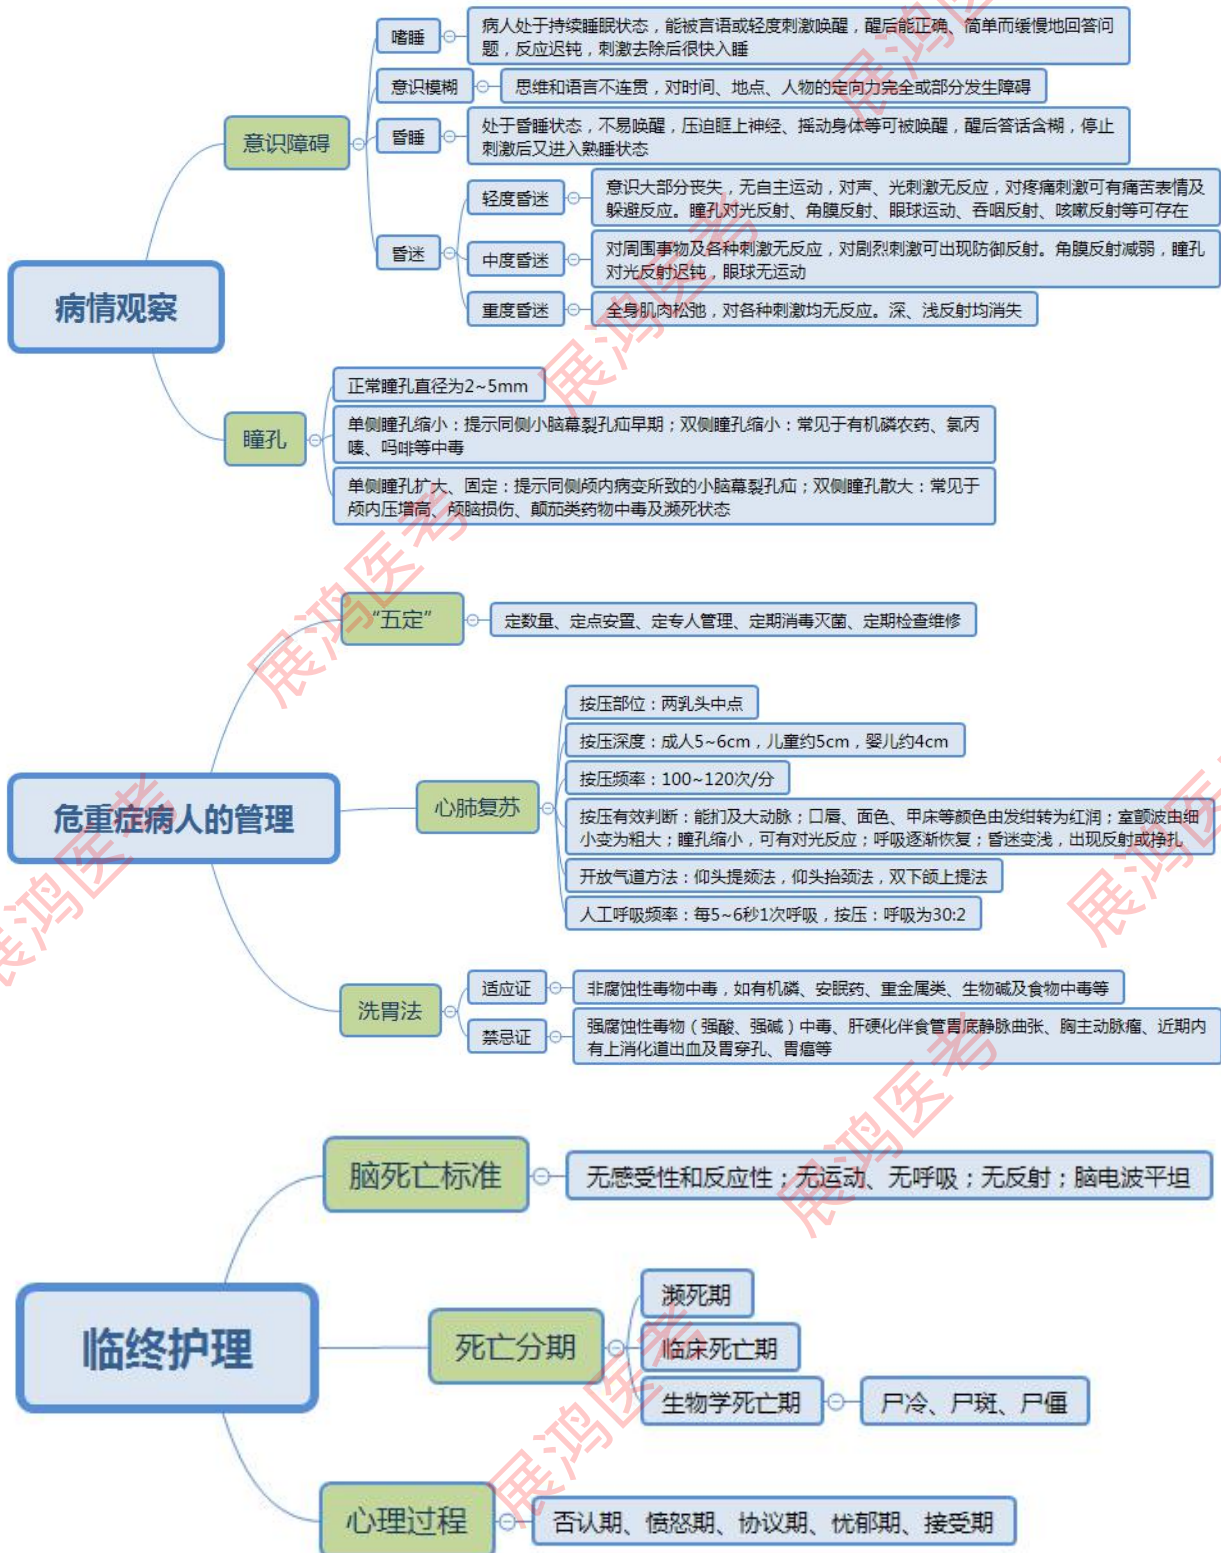 嗜睡
病人处于持续睡眠状态，能被言语或轻度刺激唤醒，醒后能正确、简单而缓慢地回答问
题，反应迟钝，刺激去除后很快入睡
意识模糊
思维和语言不连贯，对时间、地点、人物的定向力完全或部分发生障碍
意识障碍
昏睡
处于昏睡状态，不易唤醒，压迫眶上神经、摇动身体等可被唤醒，醒后答话含糊，停止
刺激后又进入熟睡状态
轻度昏迷
意识大部分丧失，无自主运动，对声、光刺激无反应，对疼痛刺激可有痛苦表情及
躲避反应。瞳孔对光反射、角膜反射、眼球运动、吞咽反射、咳嗽反射等可存在
昏迷
中度昏迷
对周围事物及各种刺激无反应，对剧烈刺激可出现防御反射。角膜反射减弱，瞳孔
对光反射迟钝，眼球无运动
重度昏迷
全身肌肉松弛，对各种刺激均无反应。深、浅反射均消失
病情观察
正常瞳孔直径为2~5mm
瞳孔
单侧瞳孔缩小：提示同侧小脑幕裂孔疝早期；双侧瞳孔缩小：常见于有机磷农药、氯丙
嗪、吗啡等中毒
单侧瞳孔扩大、固定：提示同侧颅内病变所致的小脑幕裂孔疝；双侧瞳孔散大：常见于
颅内压增高、颅脑损伤、颠茄类药物中毒及濒死状态
“五定”
定数量、定点安置、定专人管理、定期消毒灭菌、定期检查维修
按压部位：两乳头中点
按压深度：成人5~6cm，儿童约5cm，婴儿约4cm
按压频率：100~120次/分
危重症病人的管理
心肺复苏
按压有效判断：能扪及大动脉；口唇、面色、甲床等颜色由发绀转为红润；室颤波由细
小变为粗大；瞳孔缩小，可有对光反应；呼吸逐渐恢复；昏迷变浅，出现反射或挣扎
开放气道方法：仰头提颏法，仰头抬颈法，双下颌上提法
人工呼吸频率：每5~6秒1次呼吸，按压：呼吸为30:2
洗胃法
适应证
非腐蚀性毒物中毒，如有机磷、安眠药、重金属类、生物碱及食物中毒等
禁忌证
强腐蚀性毒物（强酸、强碱）中毒、肝硬化伴食管胃底静脉曲张、胸主动脉瘤、近期内
有上消化道出血及胃穿孔、胃癌等
脑死亡标准
无感受性和反应性；无运动、无呼吸；无反射；脑电波平坦
临终护理
死亡分期
濒死期
临床死亡期
生物学死亡期
尸冷、尸斑、尸僵
心理过程
否认期、愤怒期、协议期、忧郁期、接受期
展鸿医考
展鸿医考
展鸿医考
展鸿医考
展鸿医考
展鸿医考
展鸿医考